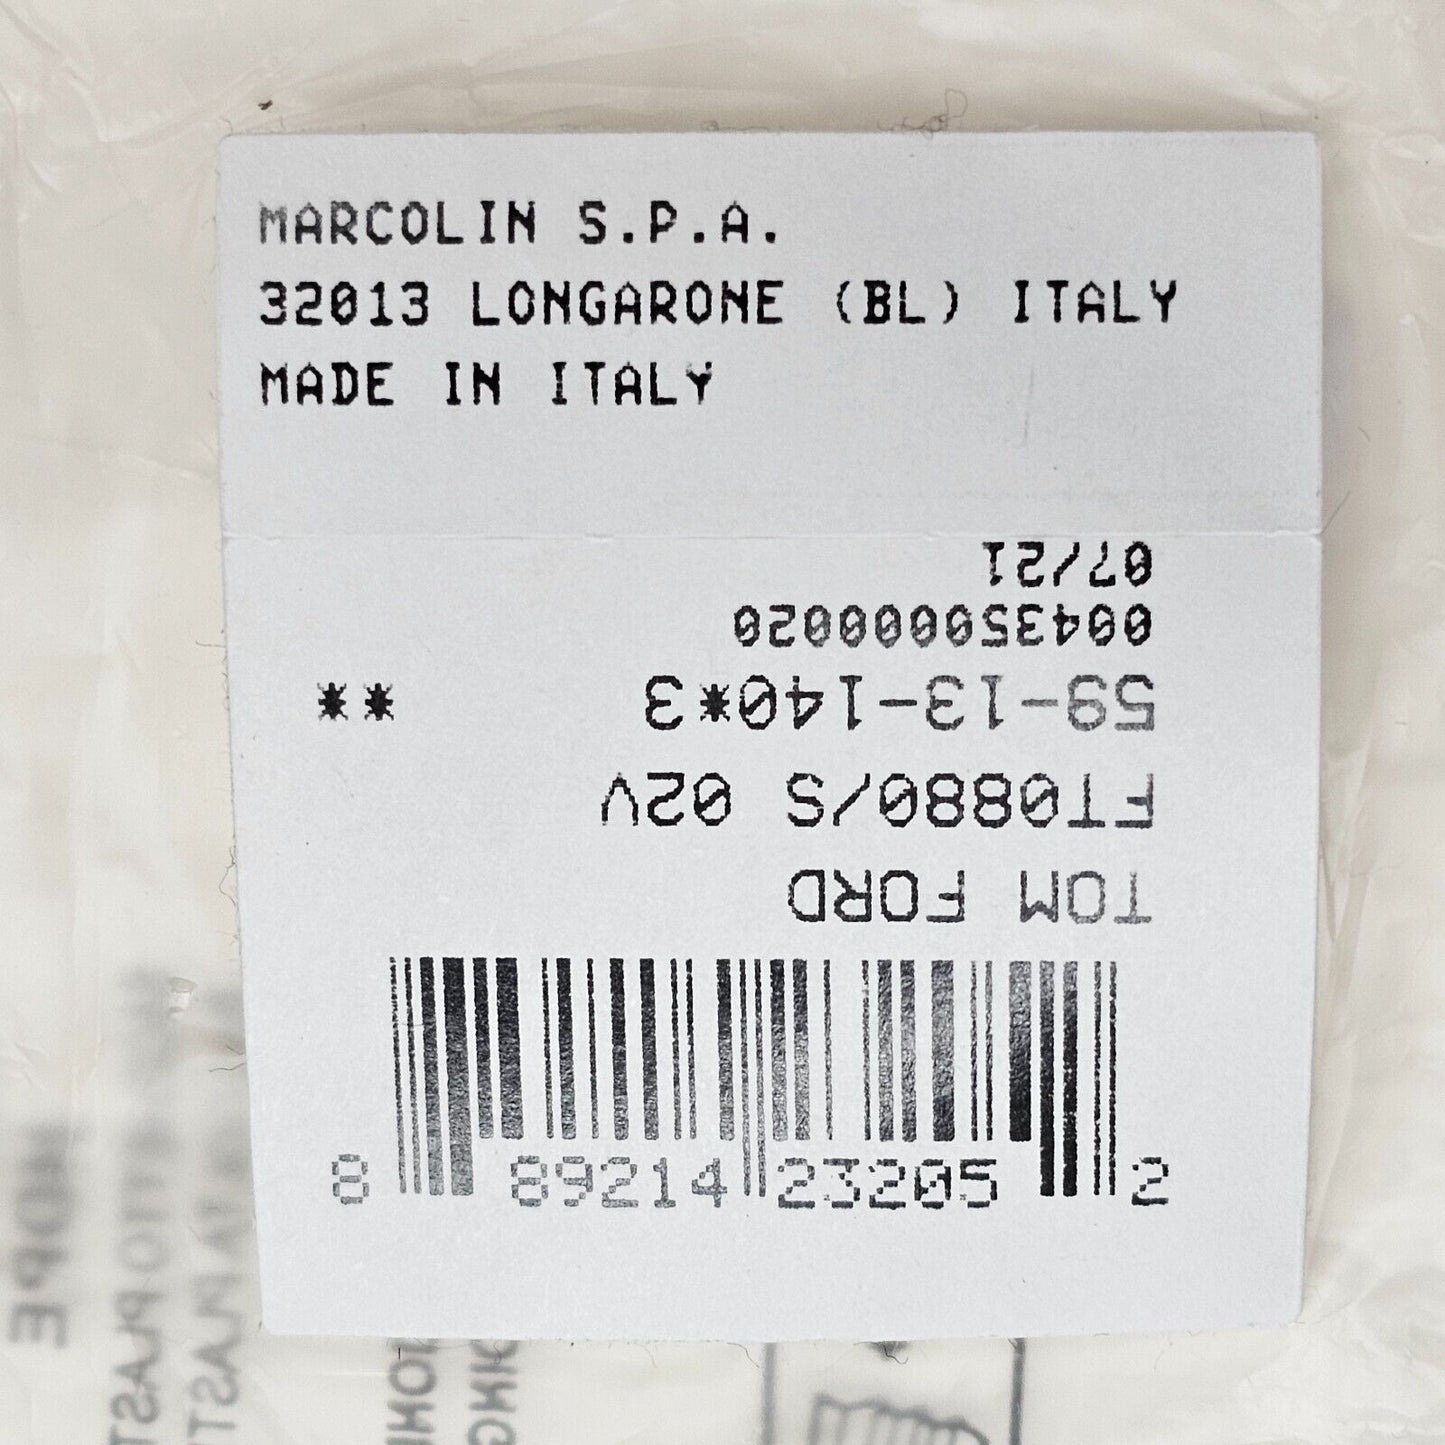 MARCOLIN S.P.A.
32013 LONGARONE (BL) ITALY
MADE IN ITALY
TOM FORD
FT0880/S 02V
59-13-140*3 **
004350000020
07/21
8 89214 23205 2